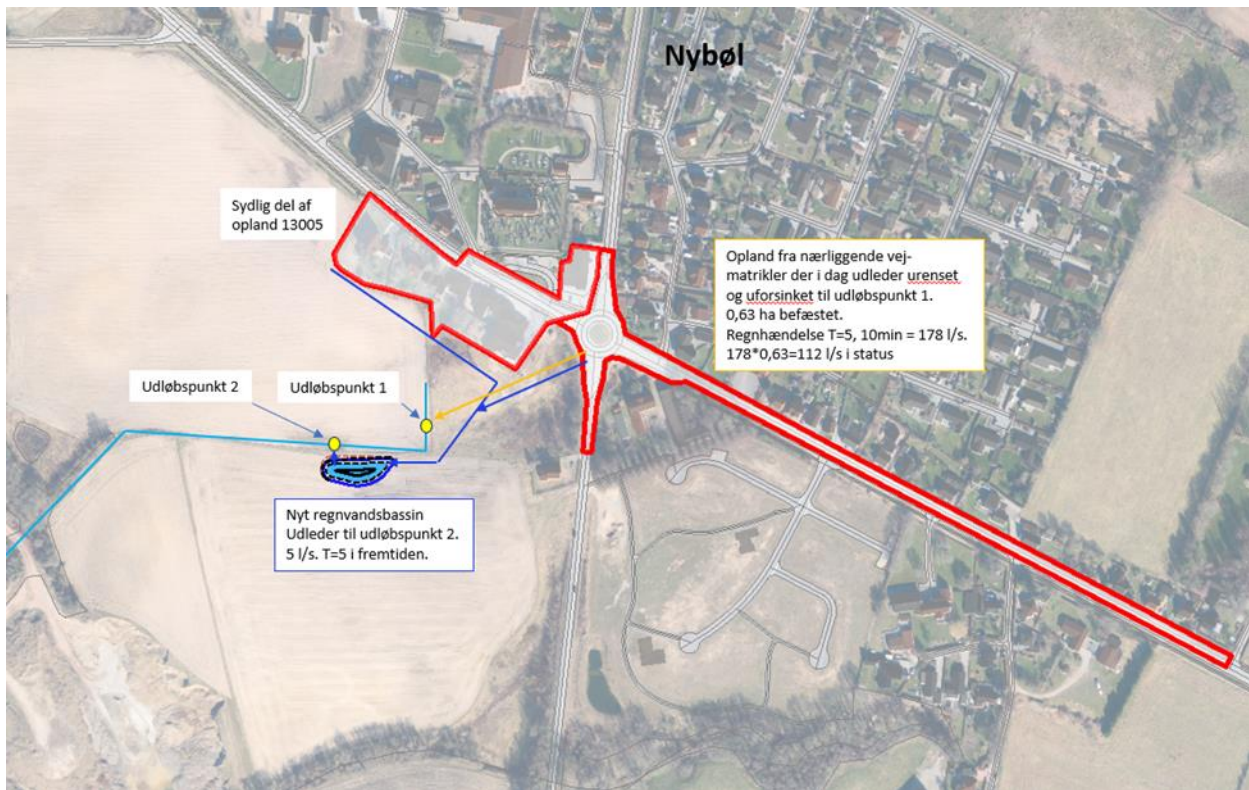 Nybøl
Sydlig del af
opland 13005
Opland fra nærliggende vej-
matrikler der i dag udleder urenset
og uforsinket til udløbspunkt 1.
0,63 ha befæstet.
Regnhændelse T=5, 10min = 178 l/s.
178*0,63=112 l/s i status
Udløbspunkt 2
Udløbspunkt 1
Nyt regnvandsbassin
Udleder til udløbspunkt 2.
5 l/s. T=5 i fremtiden.